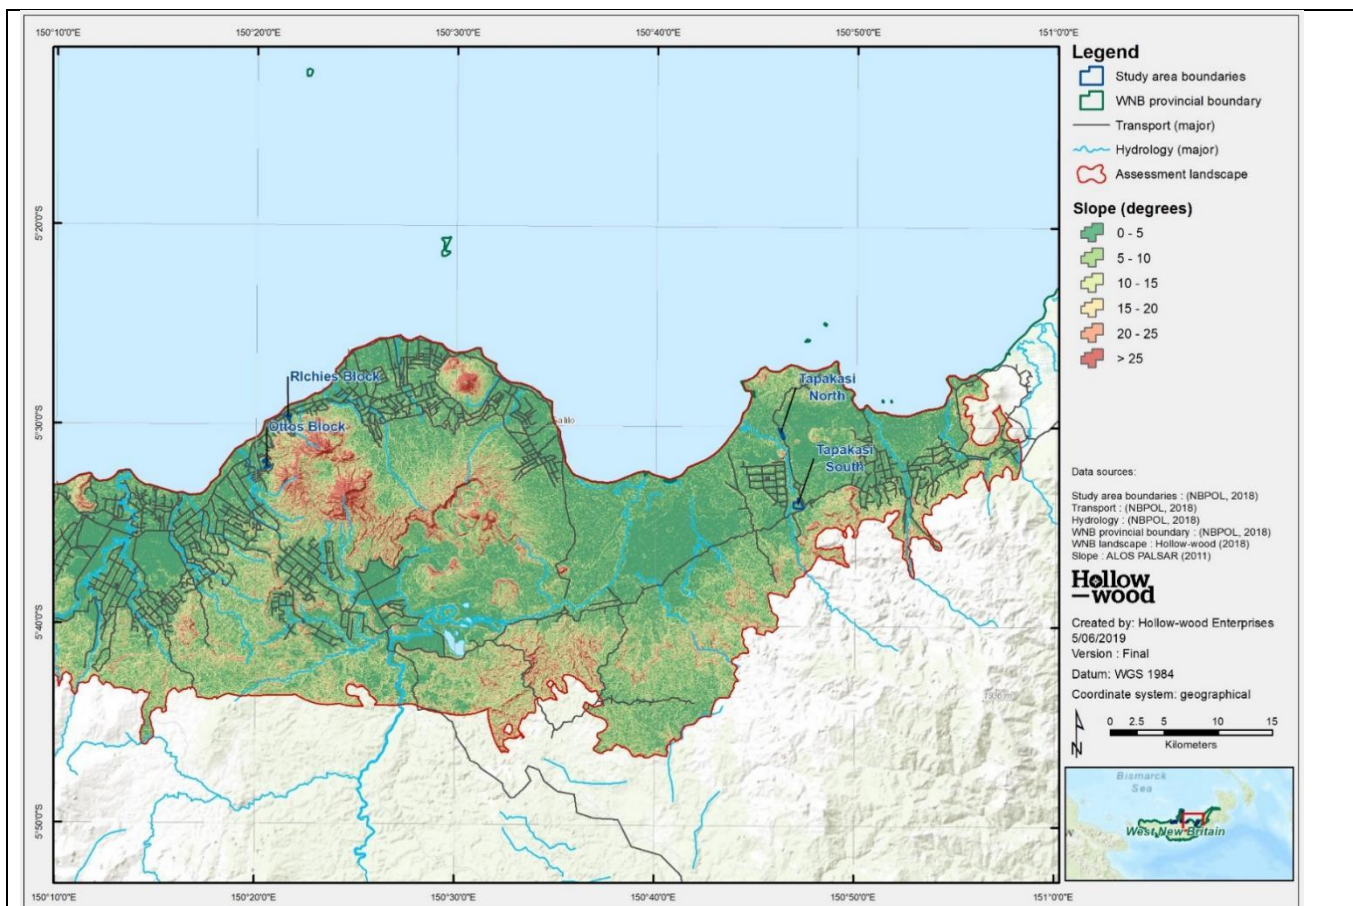 150°10'0"E
150°20'0"E
150°30'0"E
150°40'0"E
150°50'0"E
151°0'0"E
5°20'0"S
5°30'0"S
5°40'0"S
5°50'0"S
Richies Block
Ottos Block
Tapakasi
North
Tapakasi
South
150°10'0"E
150°20'0"E
150°30'0"E
150°40'0"E
150°50'0"E
151°0'0"E
Legend
Study area boundaries
WNB provincial boundary
Transport (major)
Hydrology (major)
Assessment landscape
Slope (degrees)
0 - 5
5 - 10
10 - 15
15 - 20
20 - 25
> 25
Data sources:
Study area boundaries : (NBPOL, 2018)
Transport : (NBPOL, 2018)
Hydrology : (NBPOL, 2018)
WNB provincial boundary : (NBPOL, 2018)
WNB landscape : Hollow-wood (2018)
Slope : ALOS PALSAR (2011)
Hollow
—wood
Created by: Hollow-wood Enterprises
5/06/2019
Version : Final
Datum: WGS 1984
Coordinate system: geographical
N
0 2.5 5 10 15
Kilometers
Bismarck
Sea
West New Britain